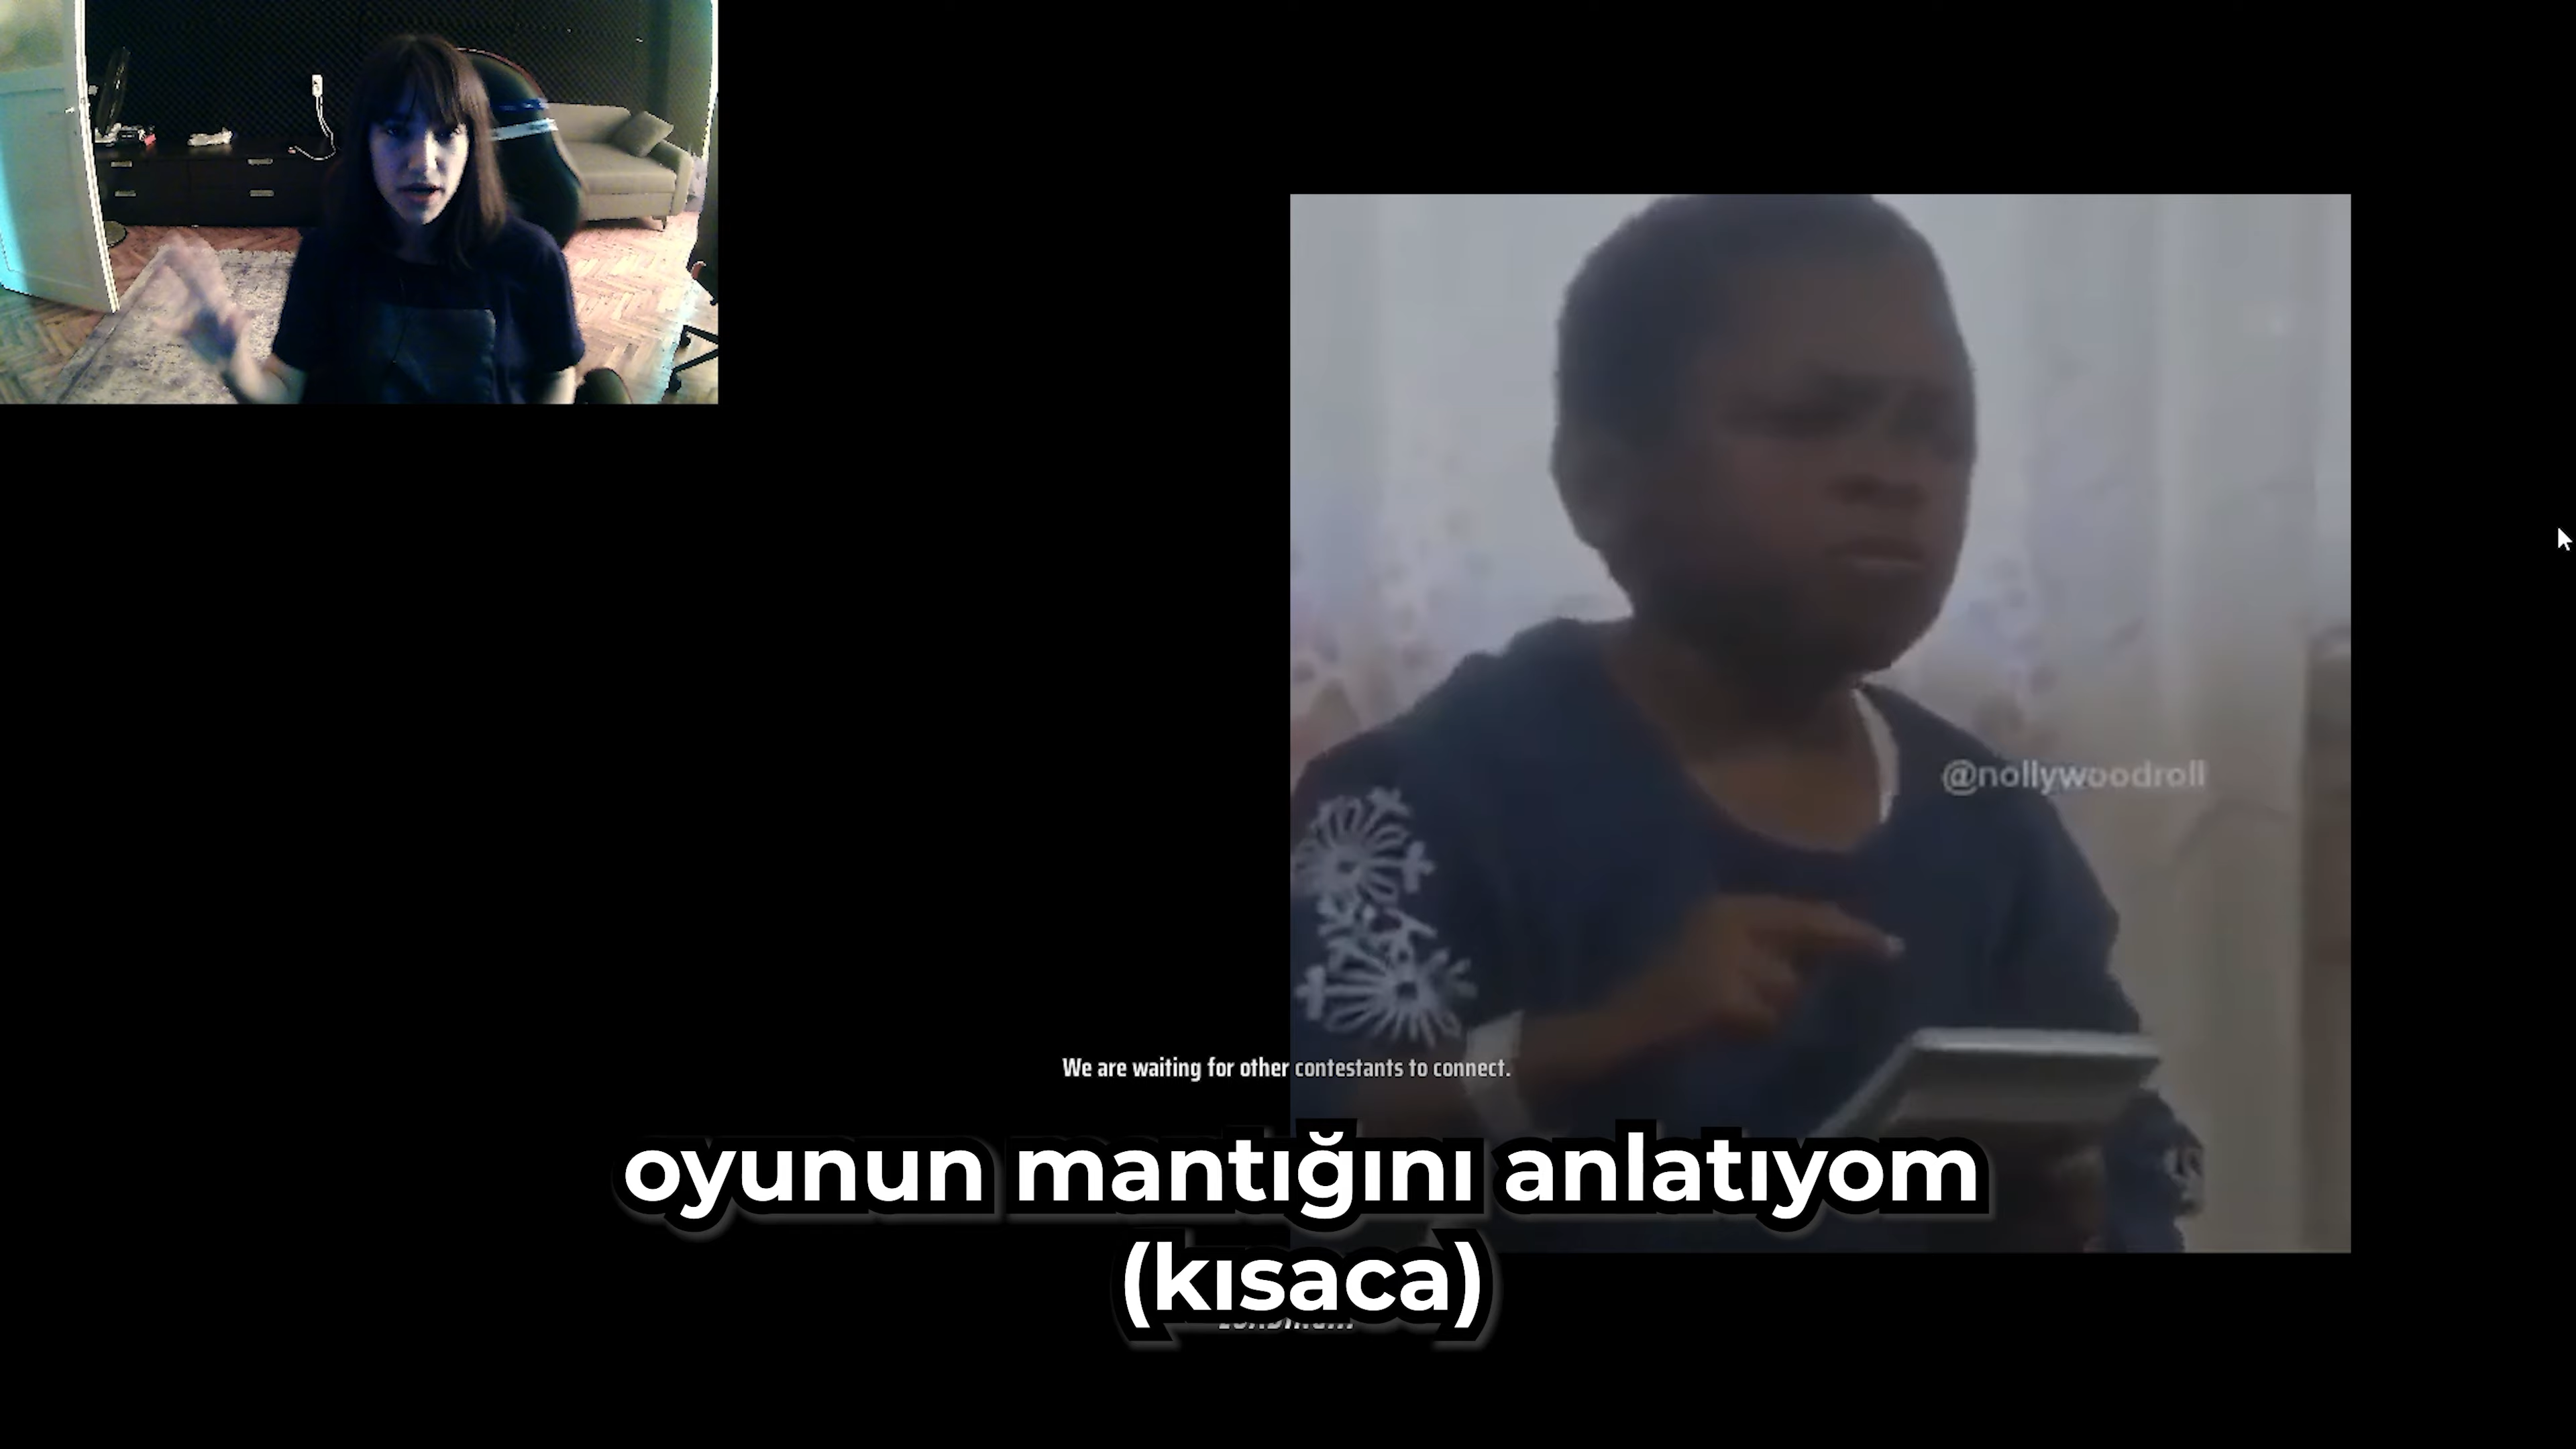 @nollywoodroll
We are waiting for other contestants to connect.
oyunun mantığını anlatıyom
(kısaca)